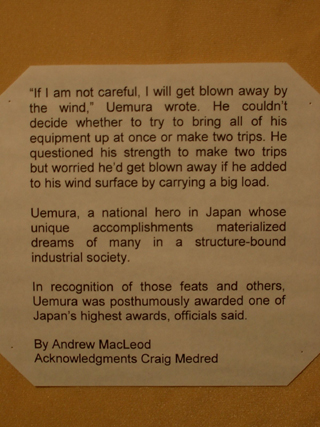 “If I am not careful, I will get blown away by
the wind,” Uemura wrote. He couldn’t
decide whether to try to bring all of his
equipment up at once or make two trips. He
questioned his strength to make two trips
but worried he’d get blown away if he added
to his wind surface by carrying a big load.
Uemura, a national hero in Japan whose
unique accomplishments materialized
dreams of many in a structure-bound
industrial society.
In recognition of those feats and others,
Uemura was posthumously awarded one of
Japan’s highest awards, officials said.
By Andrew MacLeod
Acknowledgments Craig Medred